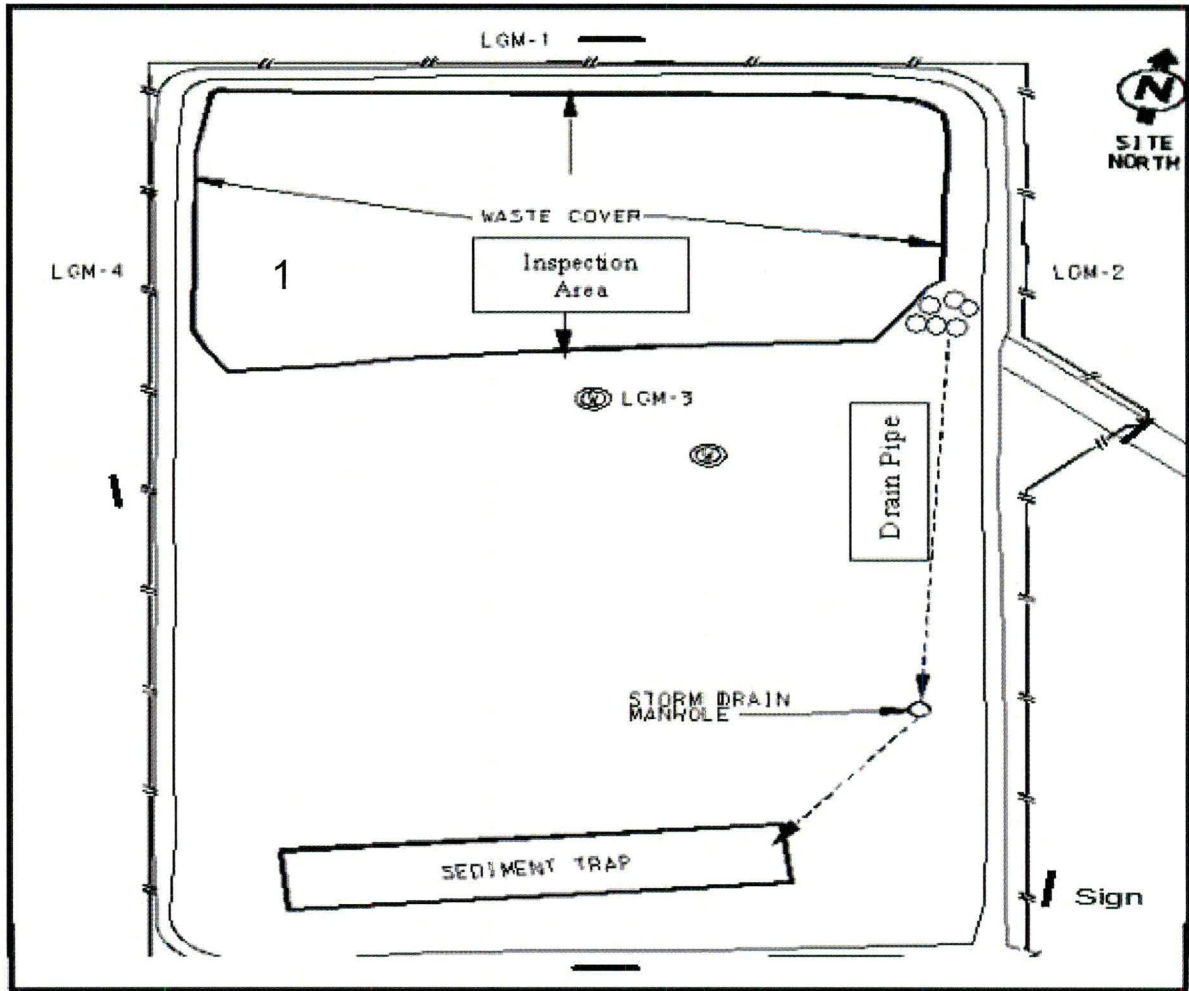 LGM-1
N
SITE
NORTH
WASTE COVER
Inspection
Area
LGM-4
1
LGM-2
LGM-3
Drain Pipe
STORM DRAIN
MANHOLE
SEDIMENT TRAP
Sign